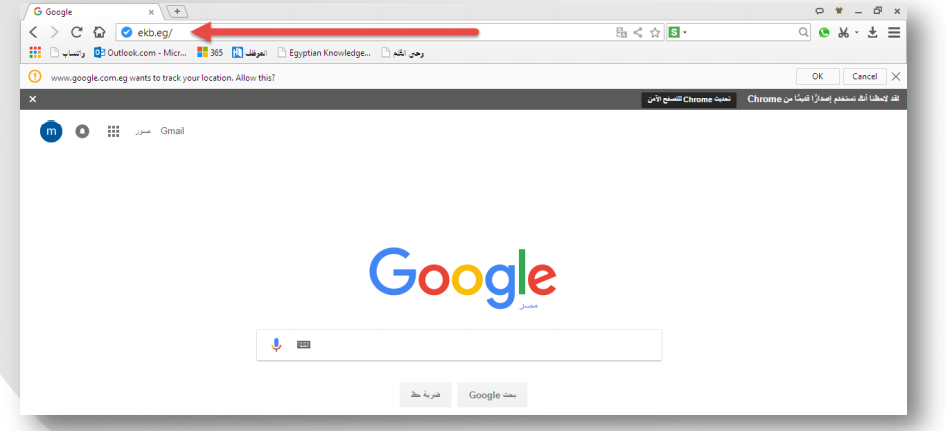 Google
ekb.eg/
واتساب Outlook.com - Micr... 365 الموظف Egyptian Knowledge... وحى القلم
www.google.com.eg wants to track your location. Allow this?
OK Cancel
لقد لاحظنا أنك تستخدم إصدارًا قديمًا من Chrome تحديث Chrome للتصفح الآمن
m صور Gmail
Google
مصر
بحث Google ضربة حظ